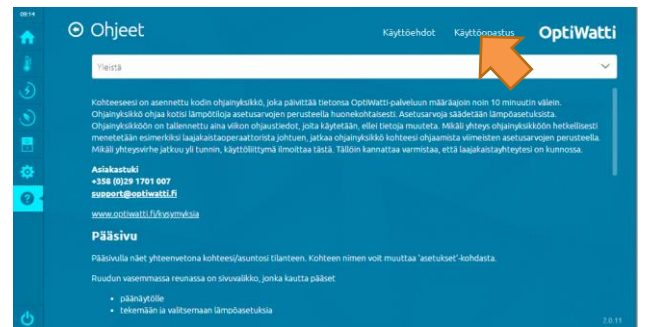 09:14
Ohjeet
Käyttöehdot
Käyttöopastus
OptiWatti
Yleistä
Kohteeseesi on asennettu kodin ohjainyksikkö, joka päivittää tietonsa OptiWatti-palveluun määräajoin noin 10 minuutin välein.
Ohjainyksikkö ohjaa kotisi lämpötiloja asetusarvojen perusteella huonekohtaisesti. Asetusarvoja säädetään lämpöasetuksista.
Ohjainyksikköön on tallennettu aina viikon ohjaustiedot, joita käytetään, ellei tietoja muuteta. Mikäli yhteys ohjainyksikköön hetkellisesti
menetetään esimerkiksi laajakaistaoperaattorista johtuen, jatkaa ohjainyksikkö kohteesi ohjaamista viimeisten asetusarvojen perusteella.
Mikäli yhteysvirhe jatkuu yli tunnin, käyttöliittymä ilmoittaa tästä. Tällöin kannattaa varmistaa, että laajakaistayhteytesi on kunnossa.
Asiakastuki
+358 (0)29 1701 007
support@optiwatti.fi
www.optiwatti.fi/kysymyksia
Pääsivu
Pääsivulla näet yhteenvetona kohteesi/asuntosi tilanteen. Kohteen nimen voit muuttaa 'asetukset'-kohdasta.
Ruudun vasemmassa reunassa on sivuvalikko, jonka kautta pääset
• päänäytölle
• tekemään ja valitsemaan lämpöasetuksia
2.0.11